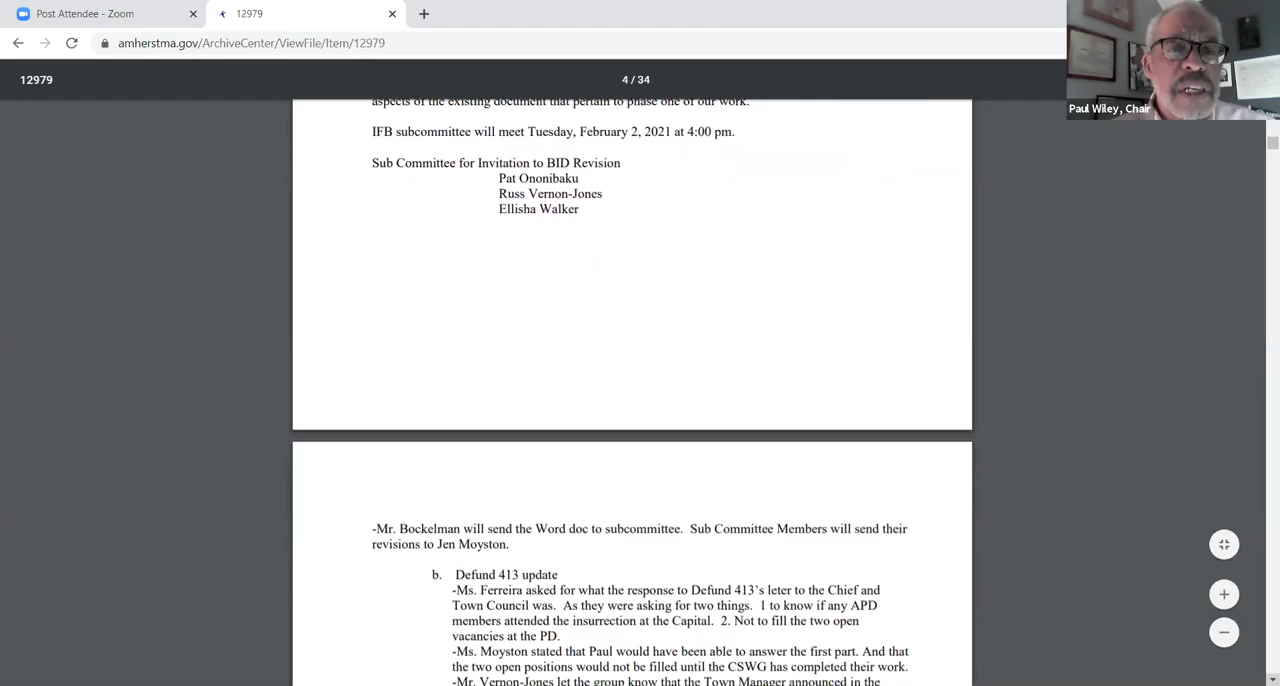 Post Attendee - Zoom
12979
amherstma.gov/ArchiveCenter/ViewFile/Item/12979
12979
4 / 34
Paul Wiley, Chair
aspects of the existing document that pertain to phase one of our work.
IFB subcommittee will meet Tuesday, February 2, 2021 at 4:00 pm.
Sub Committee for Invitation to BID Revision
Pat Ononibaku
Russ Vernon-Jones
Ellisha Walker
-Mr. Bockelman will send the Word doc to subcommittee.  Sub Committee Members will send their
revisions to Jen Moyston.
b. Defund 413 update
-Ms. Ferreira asked for what the response to Defund 413's leter to the Chief and
Town Council was.  As they were asking for two things.  1 to know if any APD
members attended the insurrection at the Capital.  2. Not to fill the two open
vacancies at the PD.
-Ms. Moyston stated that Paul would have been able to answer the first part. And that
the two open positions would not be filled until the CSWG has completed their work.
-Mr. Vernon-Jones let the group know that the Town Manager announced in the